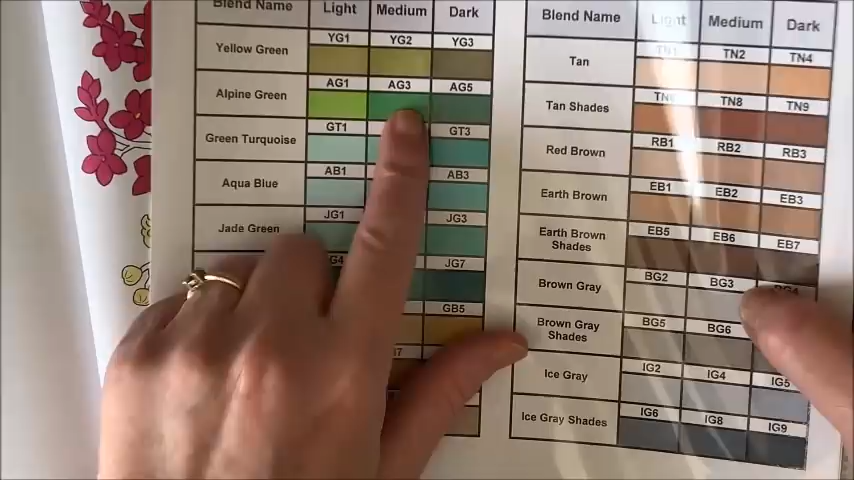 Blend Name Light Medium Dark
YG1 YG2 YG3
Yellow Green
AG1 AG3 AG5
Alpine Green
GT1 GT3
Green Turquoise
AB1 AB3
Aqua Blue
JG1 JG3
Jade Green
JG7
GB5
Blend Name Light Medium Dark
TN1 TN2 TN4
Tan
TN8 TN9
Tan Shades
RB1 RB2 RB3
Red Brown
EB1 EB2 EB3
Earth Brown
EB5 EB6 EB7
Earth Brown
Shades
BG2 BG3 BG4
Brown Gray
BG5 BG6
Brown Gray
Shades
IG2 IG4 IG5
Ice Gray
IG6 IG8 IG9
Ice Gray Shades